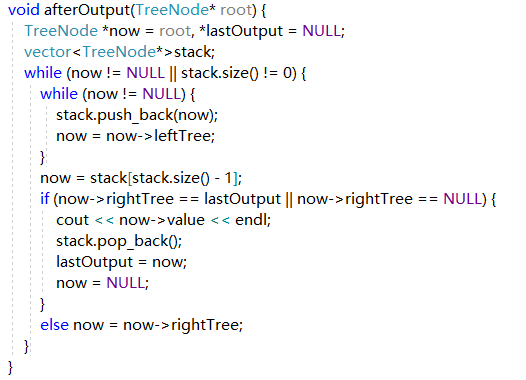 void afterOutput(TreeNode* root) {
TreeNode *now = root, *lastOutput = NULL;
vector<TreeNode*>stack;
while (now != NULL || stack.size() != 0) {
while (now != NULL) {
stack.push_back(now);
now = now->leftTree;
}
now = stack[stack.size() - 1];
if (now->rightTree == lastOutput || now->rightTree == NULL) {
cout << now->value << endl;
stack.pop_back();
lastOutput = now;
now = NULL;
}
else now = now->rightTree;
}
}